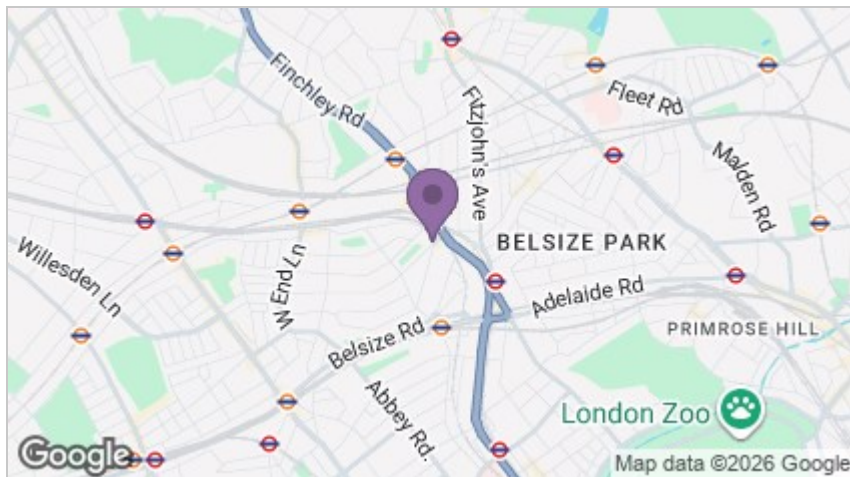 Finchley Rd
Fitzjohn's Ave
Fleet Rd
Malden Rd
BELSIZE PARK
Willesden Ln
W End Ln
Adelaide Rd
Belsize Rd
PRIMROSE HILL
Abbey Rd.
London Zoo
Google
Map data ©2026 Google